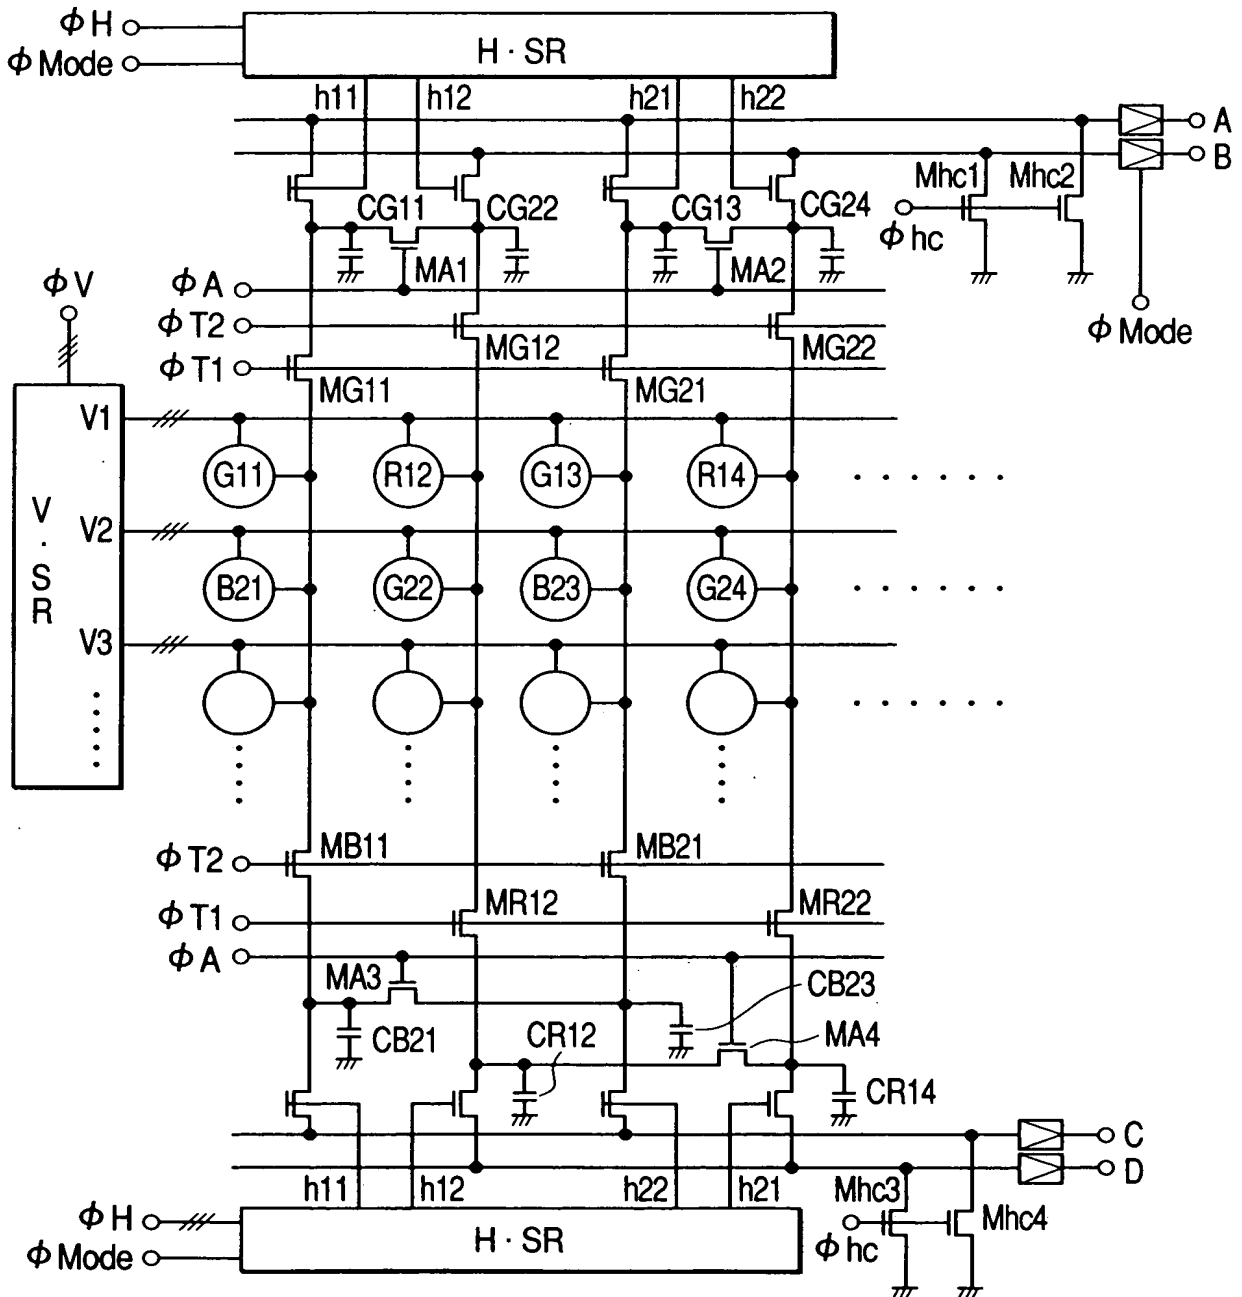 ϕH
ϕMode
H · SR
h11 h12 h21 h22
A
B
Mhc1 Mhc2
CG11 CG22 CG13 CG24
ϕhc
MA1 MA2
ϕV
ϕA
ϕT2
MG12 MG22
ϕMode
ϕT1
MG11 MG21
V · SR
V1
G11 R12 G13 R14 · · · · · ·
V2
B21 G22 B23 G24 · · · · · ·
V3
· · · · · ·
ϕT2
MB11 MB21
ϕT1
MR12 MR22
ϕA
MA3
CB23
CB21 CR12 MA4
CR14
C
D
h11 h12 h22 h21
Mhc3
Mhc4
ϕH
ϕMode
H · SR
ϕhc